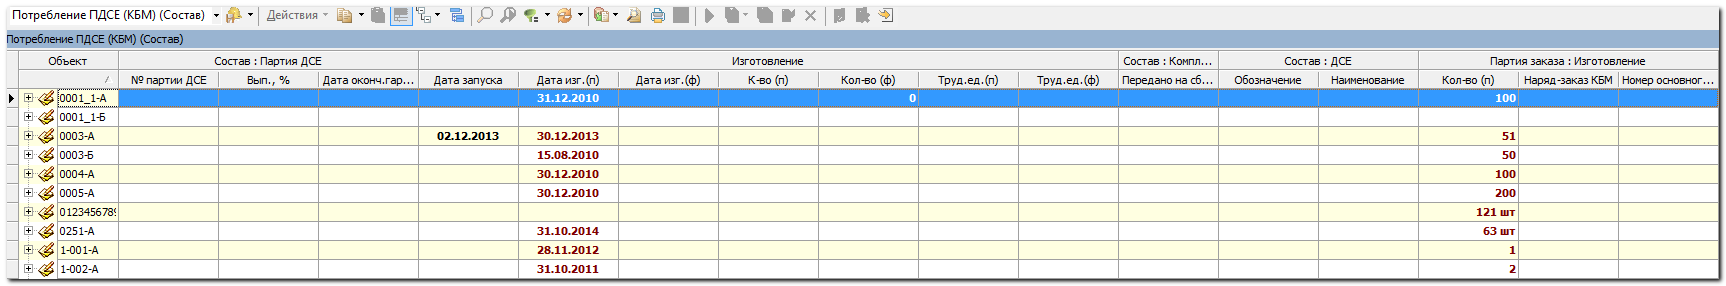 Потребление ПДСЕ (КБМ) (Состав) Действия
Потребление ПДСЕ (КБМ) (Состав)
Объект Состав : Партия ДСЕ Изготовление Состав : Компл... Состав : ДСЕ Партия заказа : Изготовление
№ партии ДСЕ Вып., % Дата оконч.гар... Дата запуска Дата изг.(п) Дата изг.(ф) К-во (п) Кол-во (ф) Труд.ед.(п) Труд.ед.(ф) Передано на сб... Обозначение Наименование Кол-во (п) Наряд-заказ КБМ Номер основног...
0001_1-А 31.12.2010 0 100
0001_1-Б
0003-А 02.12.2013 30.12.2013 51
0003-Б 15.08.2010 50
0004-А 30.12.2010 100
0005-А 30.12.2010 200
0123456789 121 шт
0251-А 31.10.2014 63 шт
1-001-А 28.11.2012 1
1-002-А 31.10.2011 2